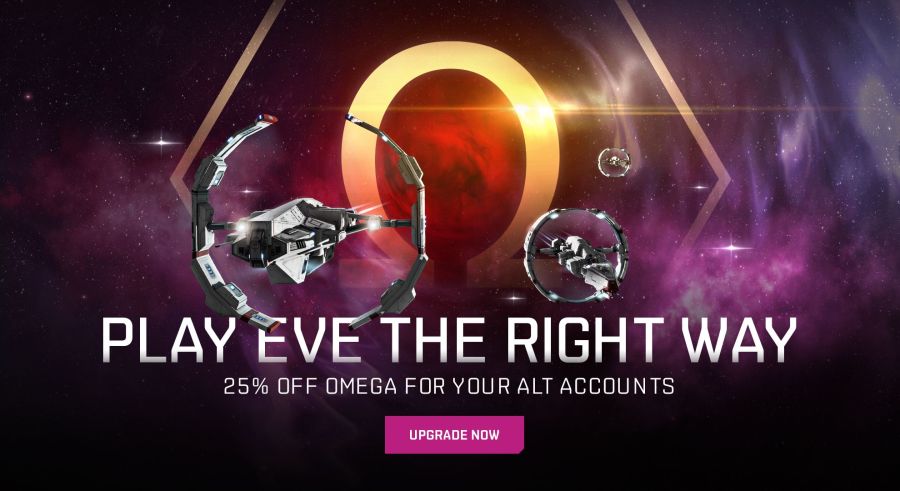 Ω
PLAY EVE THE RIGHT WAY
25% OFF OMEGA FOR YOUR ALT ACCOUNTS
UPGRADE NOW